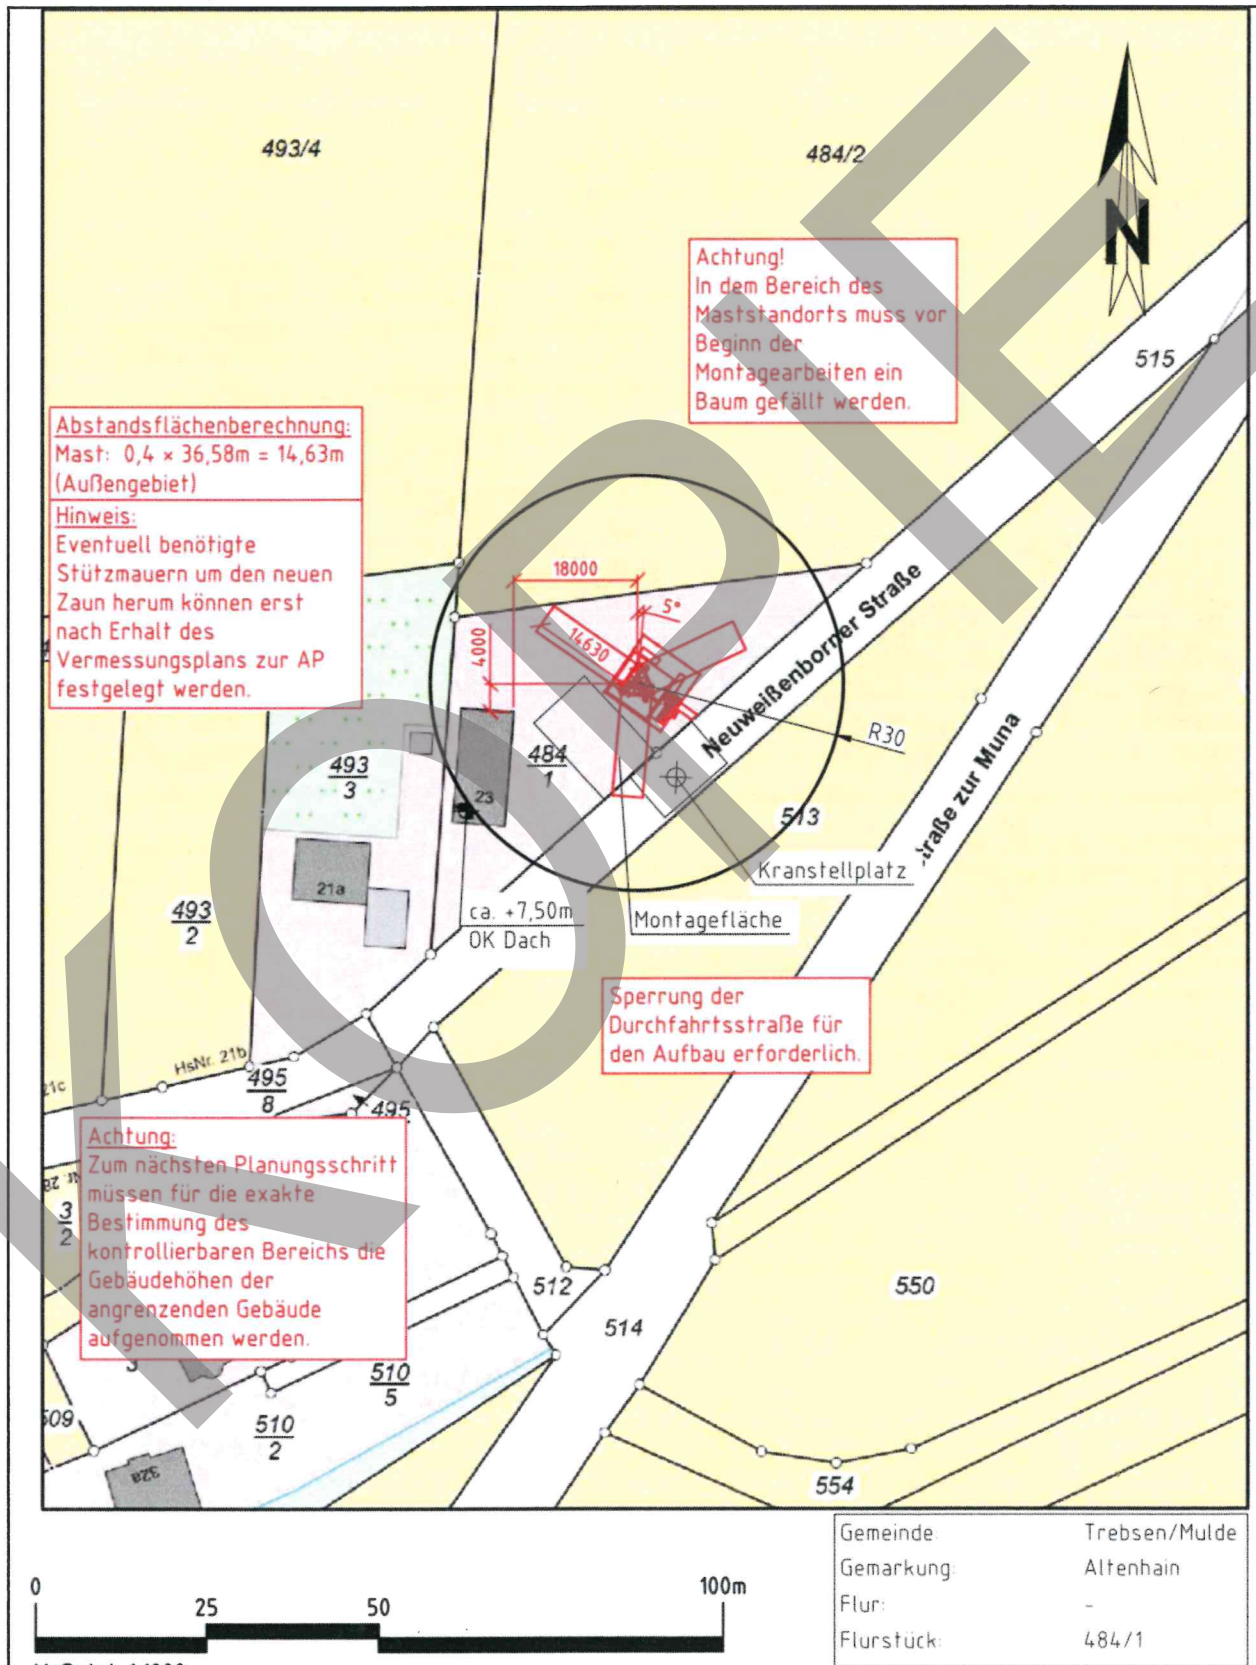 493/4
484/2
N
Achtung!
In dem Bereich des
Maststandorts muss vor
Beginn der
Montagearbeiten ein
Baum gefällt werden.
515
Abstandsflächenberechnung:
Mast: 0,4 × 36,58m = 14,63m
(Außengebiet)
Hinweis:
Eventuell benötigte
Stützmauern um den neuen
Zaun herum können erst
nach Erhalt des
Vermessungsplans zur AP
festgelegt werden.
18000
5°
14630
4000
Neuweißenborner Straße
R30
493
3
484
1
23
513
raße zur Muna
Kranstellplatz
21a
493
2
ca. +7,50m
OK Dach
Montagefläche
Sperrung der
Durchfahrtsstraße für
den Aufbau erforderlich.
HsNr. 21b
21c
495
8
495
Achtung:
Zum nächsten Planungsschritt
müssen für die exakte
Bestimmung des
kontrollierbaren Bereichs die
Gebäudehöhen der
angrenzenden Gebäude
aufgenommen werden.
3
2
512
550
514
510
5
509
510
2
32a
554
KOPIE
0
25
50
100m
Gemeinde: Trebsen/Mulde
Gemarkung: Altenhain
Flur: -
Flurstück: 484/1